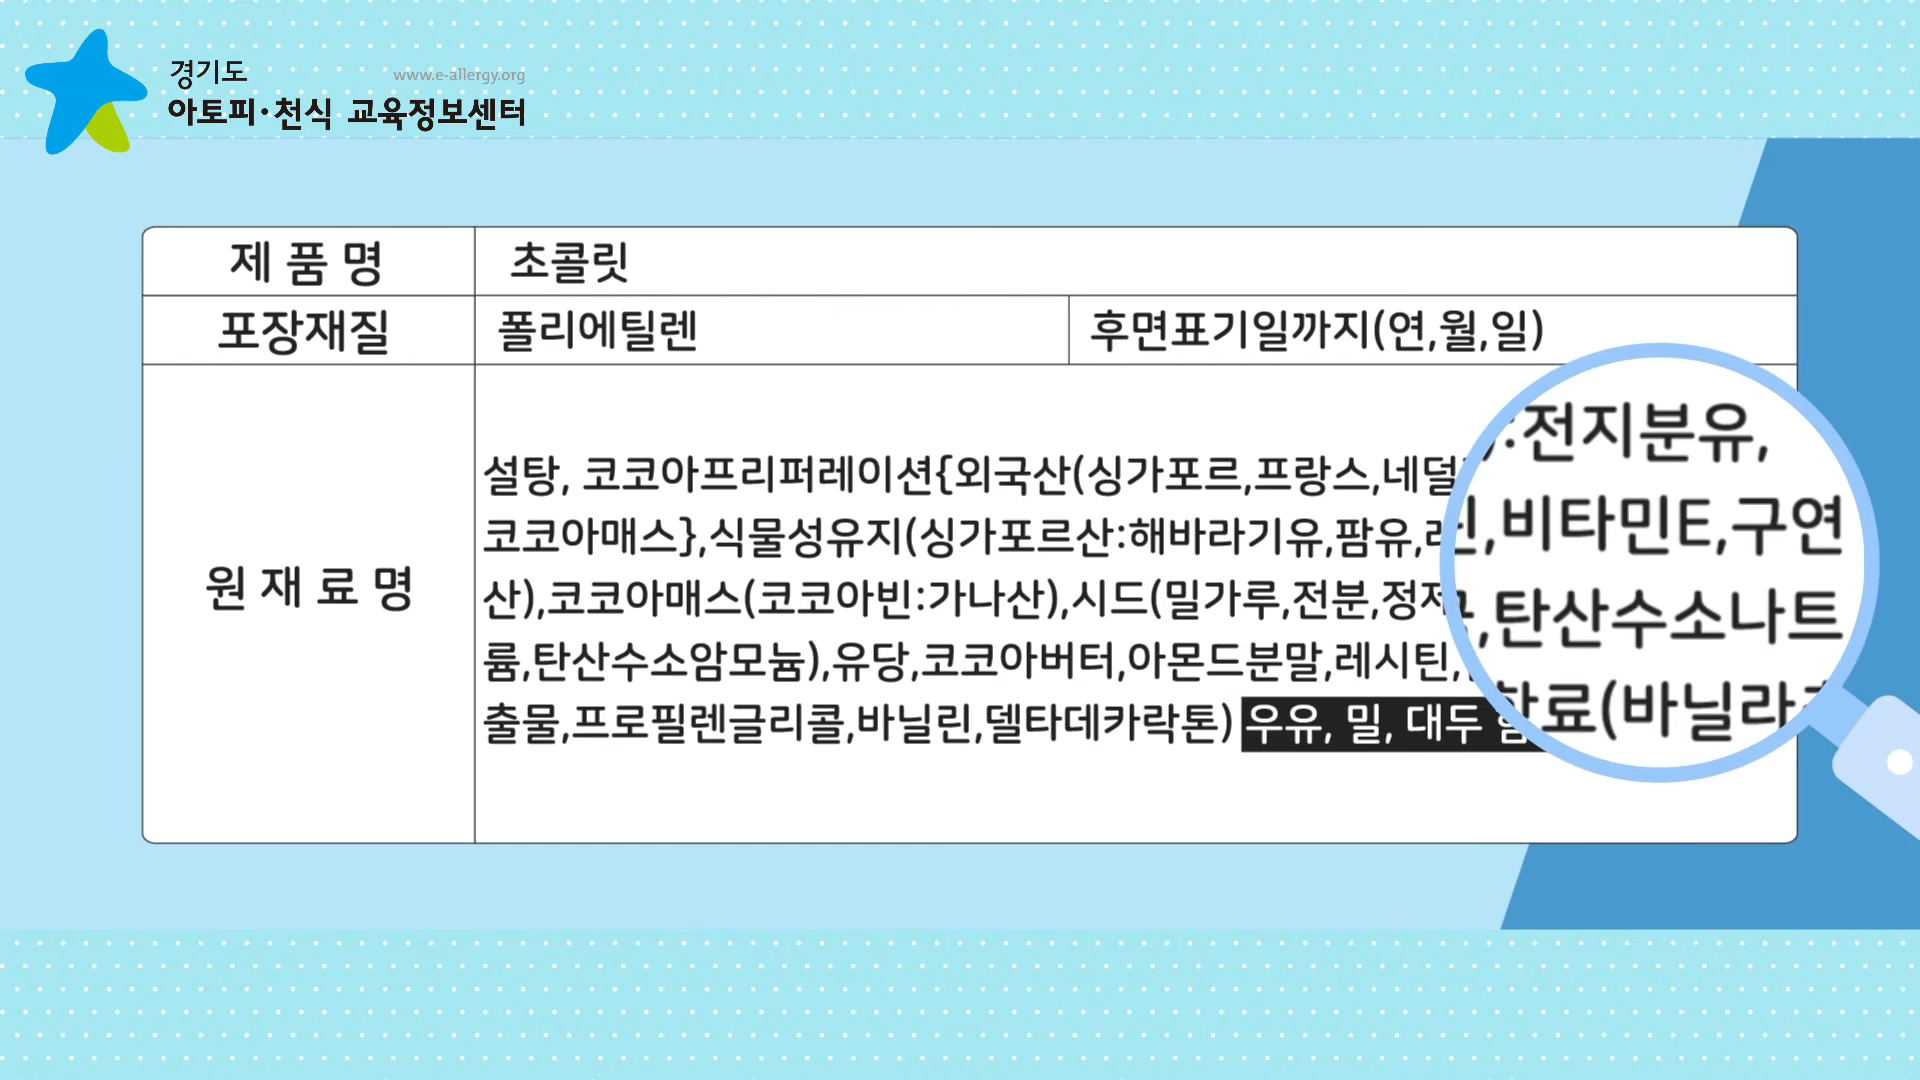 경기도
www.e-allergy.org
아토피·천식 교육정보센터
제 품 명
초콜릿
포장재질
폴리에틸렌
후면표기일까지(연,월,일)
원 재 료 명
설탕, 코코아프리퍼레이션{외국산(싱가포르,프랑스,네덜
:전지분유,
코코아매스},식물성유지(싱가포르산:해바라기유,팜유,
,비타민E,구연
산),코코아매스(코코아빈:가나산),시드(밀가루,전분,정제
,탄산수소나트
륨,탄산수소암모늄),유당,코코아버터,아몬드분말,레시틴,
향료(바닐라
출물,프로필렌글리콜,바닐린,델타데카락톤) 우유, 밀, 대두